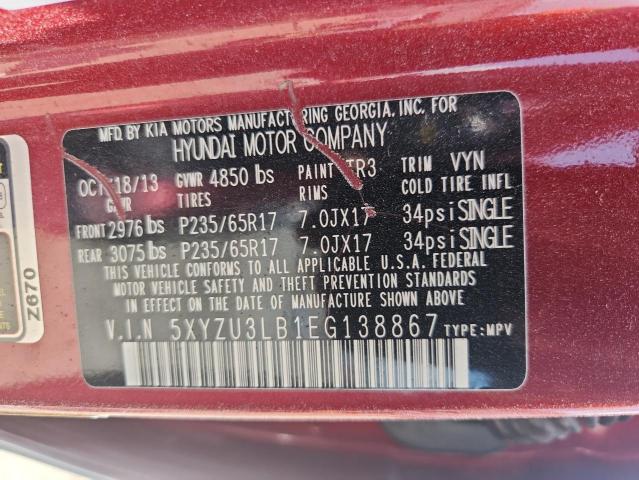 MFD BY KIA MOTORS MANUFACTURING GEORGIA, INC. FOR
HYUNDAI MOTOR COMPANY
OCT 18/13 GVWR 4850 lbs PAINT TR3 TRIM VYN
TIRES RIMS COLD TIRE INFL
FRONT 2976 lbs P235/65R17 7.0JX17 34psi SINGLE
REAR 3075 lbs P235/65R17 7.0JX17 34psi SINGLE
THIS VEHICLE CONFORMS TO ALL APPLICABLE U.S.A. FEDERAL
MOTOR VEHICLE SAFETY AND THEFT PREVENTION STANDARDS
IN EFFECT ON THE DATE OF MANUFACTURE SHOWN ABOVE.
V.I.N 5XYZU3LB1EG138867 TYPE: MPV
Z670